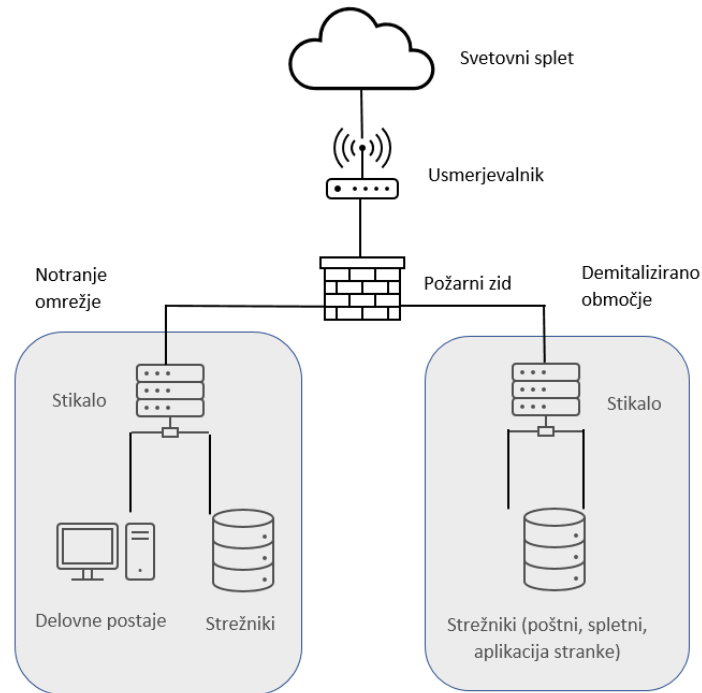 Svetovni splet
Usmerjevalnik
Notranje
omrežje
Požarni zid
Demitalizirano
območje
Stikalo
Stikalo
Delovne postaje
Strežniki
Strežniki (poštni, spletni,
aplikacija stranke)